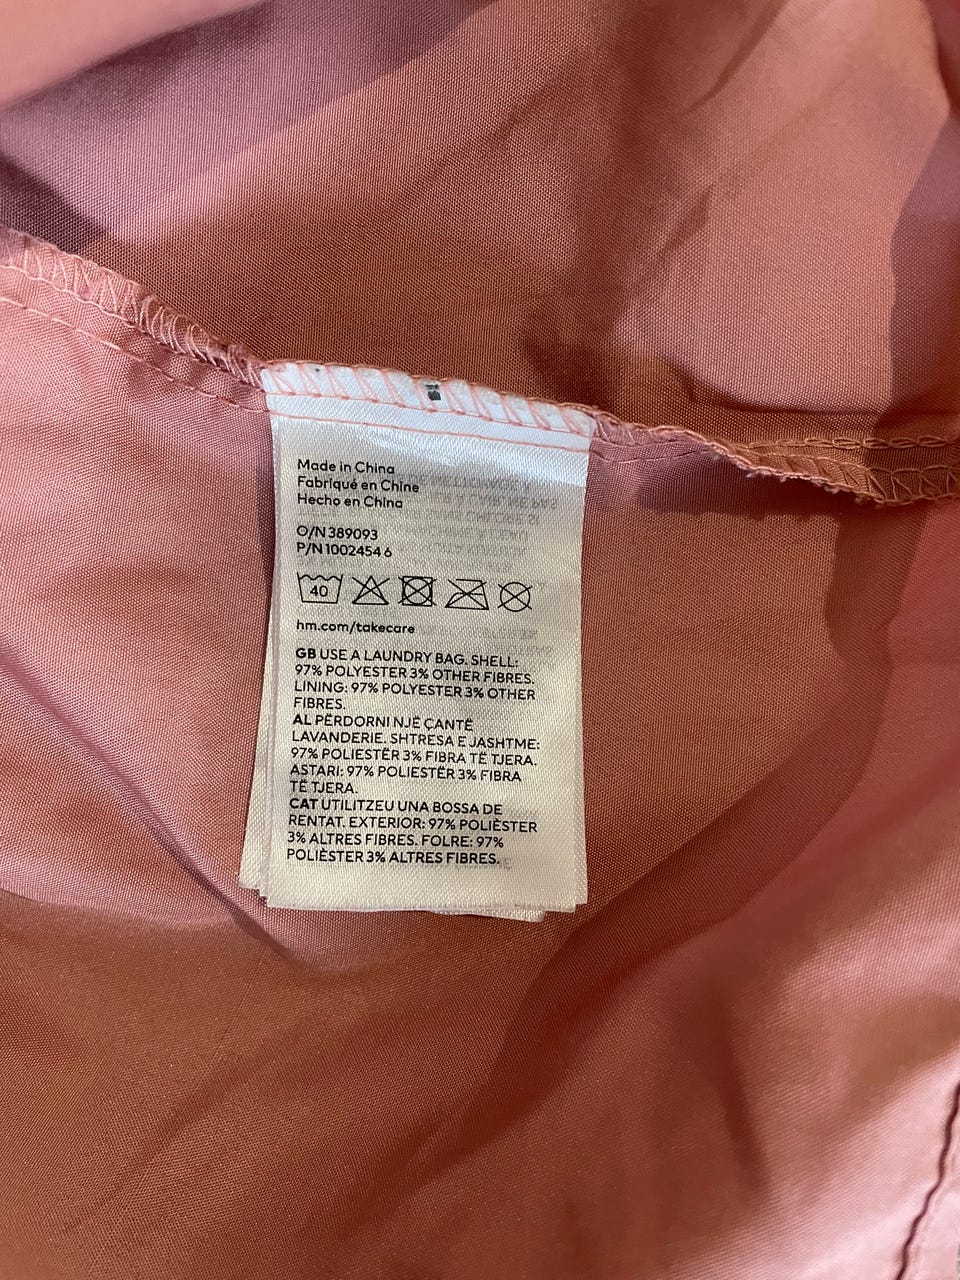 Made in China
Fabriqué en Chine
Hecho en China
O/N 389093
P/N 1002454 6
40
hm.com/takecare
GB USE A LAUNDRY BAG. SHELL:
97% POLYESTER 3% OTHER FIBRES.
LINING: 97% POLYESTER 3% OTHER
FIBRES.
AL PËRDORNI NJË ÇANTË
LAVANDERIE. SHTRESA E JASHTME:
97% POLIESTËR 3% FIBRA TË TJERA.
ASTARI: 97% POLIESTËR 3% FIBRA
TË TJERA.
CAT UTILITZEU UNA BOSSA DE
RENTAT. EXTERIOR: 97% POLIÈSTER
3% ALTRES FIBRES. FOLRE: 97%
POLIÈSTER 3% ALTRES FIBRES.